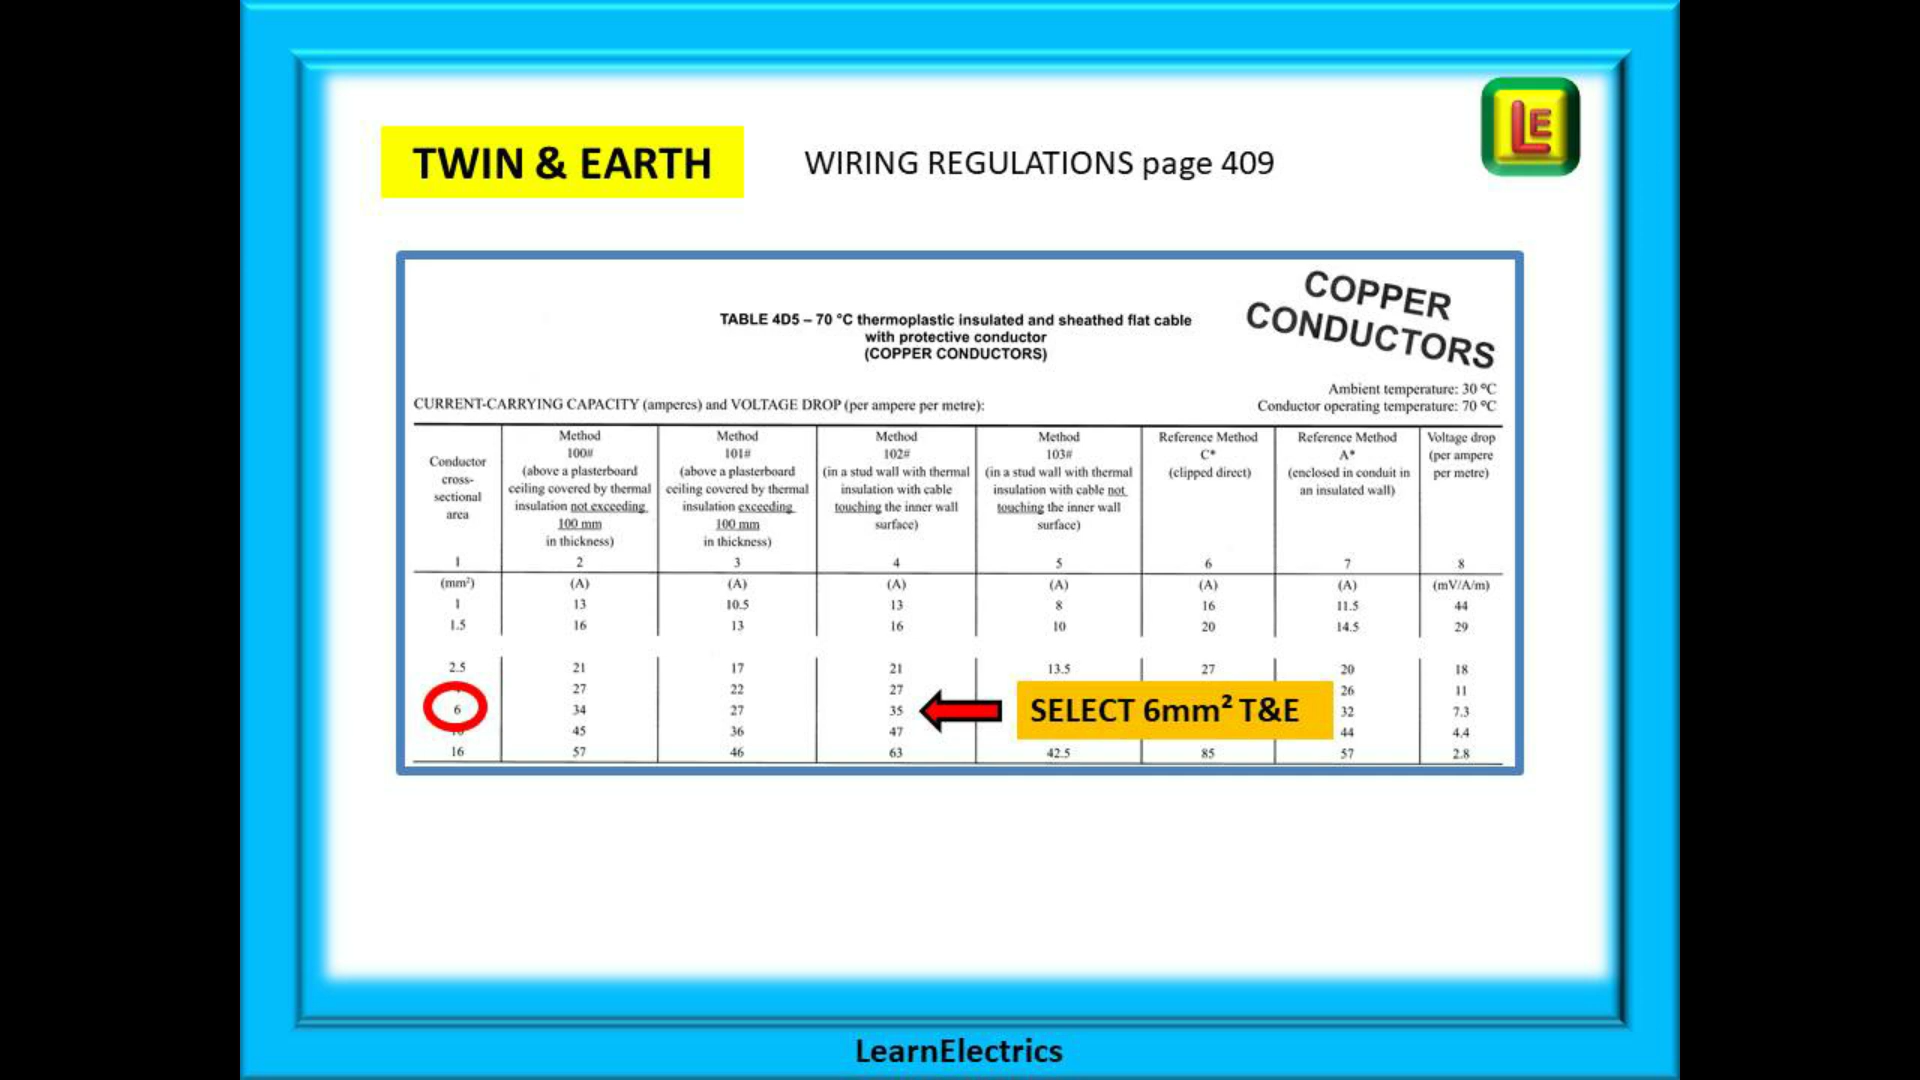 LE
TWIN & EARTH
WIRING REGULATIONS page 409
COPPER
CONDUCTORS
TABLE 4D5 – 70 °C thermoplastic insulated and sheathed flat cable
with protective conductor
(COPPER CONDUCTORS)
Ambient temperature: 30 °C
CURRENT-CARRYING CAPACITY (amperes) and VOLTAGE DROP (per ampere per metre):
Conductor operating temperature: 70 °C
Conductor
cross-
sectional
area
Method
100#
(above a plasterboard
ceiling covered by thermal
insulation not exceeding
100 mm
in thickness)
Method
101#
(above a plasterboard
ceiling covered by thermal
insulation exceeding
100 mm
in thickness)
Method
102#
(in a stud wall with thermal
insulation with cable
touching the inner wall
surface)
Method
103#
(in a stud wall with thermal
insulation with cable not
touching the inner wall
surface)
Reference Method
C*
(clipped direct)
Reference Method
A*
(enclosed in conduit in
an insulated wall)
Voltage drop
(per ampere
per metre)
1 2 3 4 5 6 7 8
(mm²) (A) (A) (A) (A) (A) (A) (mV/A/m)
1 13 10.5 13 8 16 11.5 44
1.5 16 13 16 10 20 14.5 29
2.5 21 17 21 13.5 27 20 18
27 22 27 26 11
6 34 27 35 SELECT 6mm² T&E 32 7.3
45 36 47 44 4.4
16 57 46 63 42.5 85 57 2.8
LearnElectrics